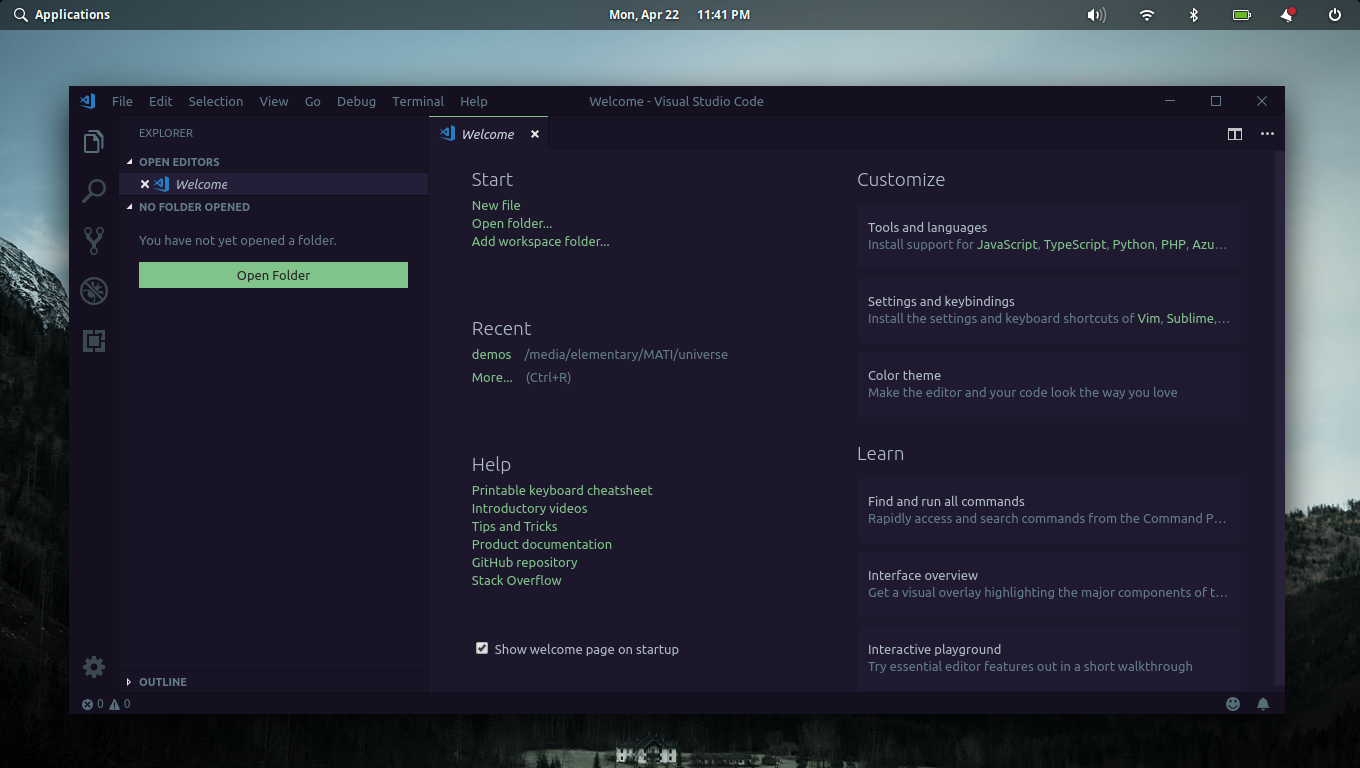 Applications
Mon, Apr 22 11:41 PM
File Edit Selection View Go Debug Terminal Help
Welcome - Visual Studio Code
EXPLORER
OPEN EDITORS
Welcome
NO FOLDER OPENED
You have not yet opened a folder.
Open Folder
OUTLINE
Welcome
Start
New file
Open folder...
Add workspace folder...
Recent
demos /media/elementary/MATI/universe
More... (Ctrl+R)
Help
Printable keyboard cheatsheet
Introductory videos
Tips and Tricks
Product documentation
GitHub repository
Stack Overflow
Show welcome page on startup
Customize
Tools and languages
Install support for JavaScript, TypeScript, Python, PHP, Azu...
Settings and keybindings
Install the settings and keyboard shortcuts of Vim, Sublime,...
Color theme
Make the editor and your code look the way you love
Learn
Find and run all commands
Rapidly access and search commands from the Command P...
Interface overview
Get a visual overlay highlighting the major components of t...
Interactive playground
Try essential editor features out in a short walkthrough
0 0